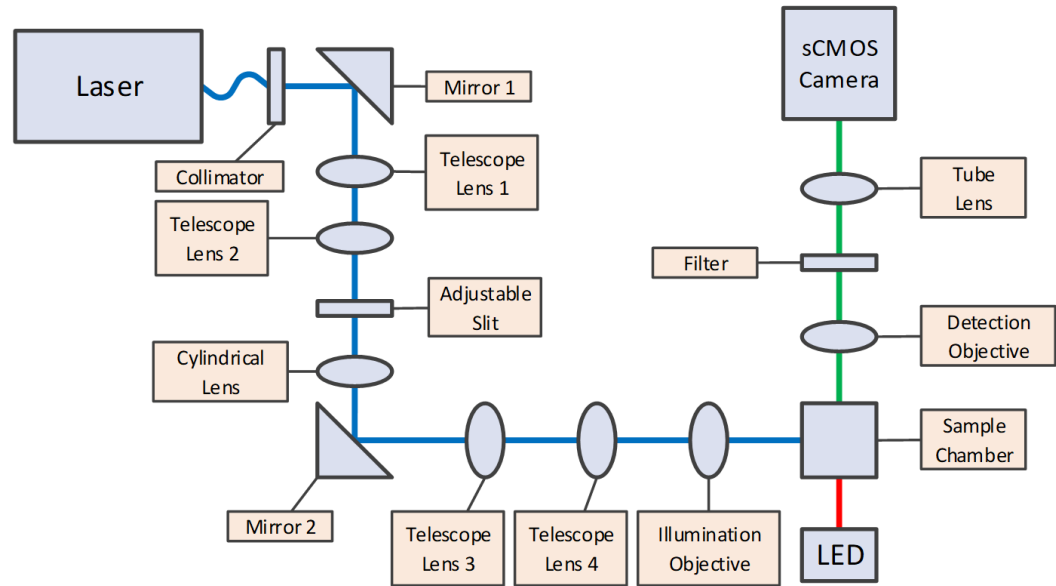 Laser
Collimator
Mirror 1
Telescope
Lens 1
Telescope
Lens 2
Adjustable
Slit
Cylindrical
Lens
Mirror 2
Telescope
Lens 3
Telescope
Lens 4
Illumination
Objective
sCMOS
Camera
Tube
Lens
Filter
Detection
Objective
Sample
Chamber
LED